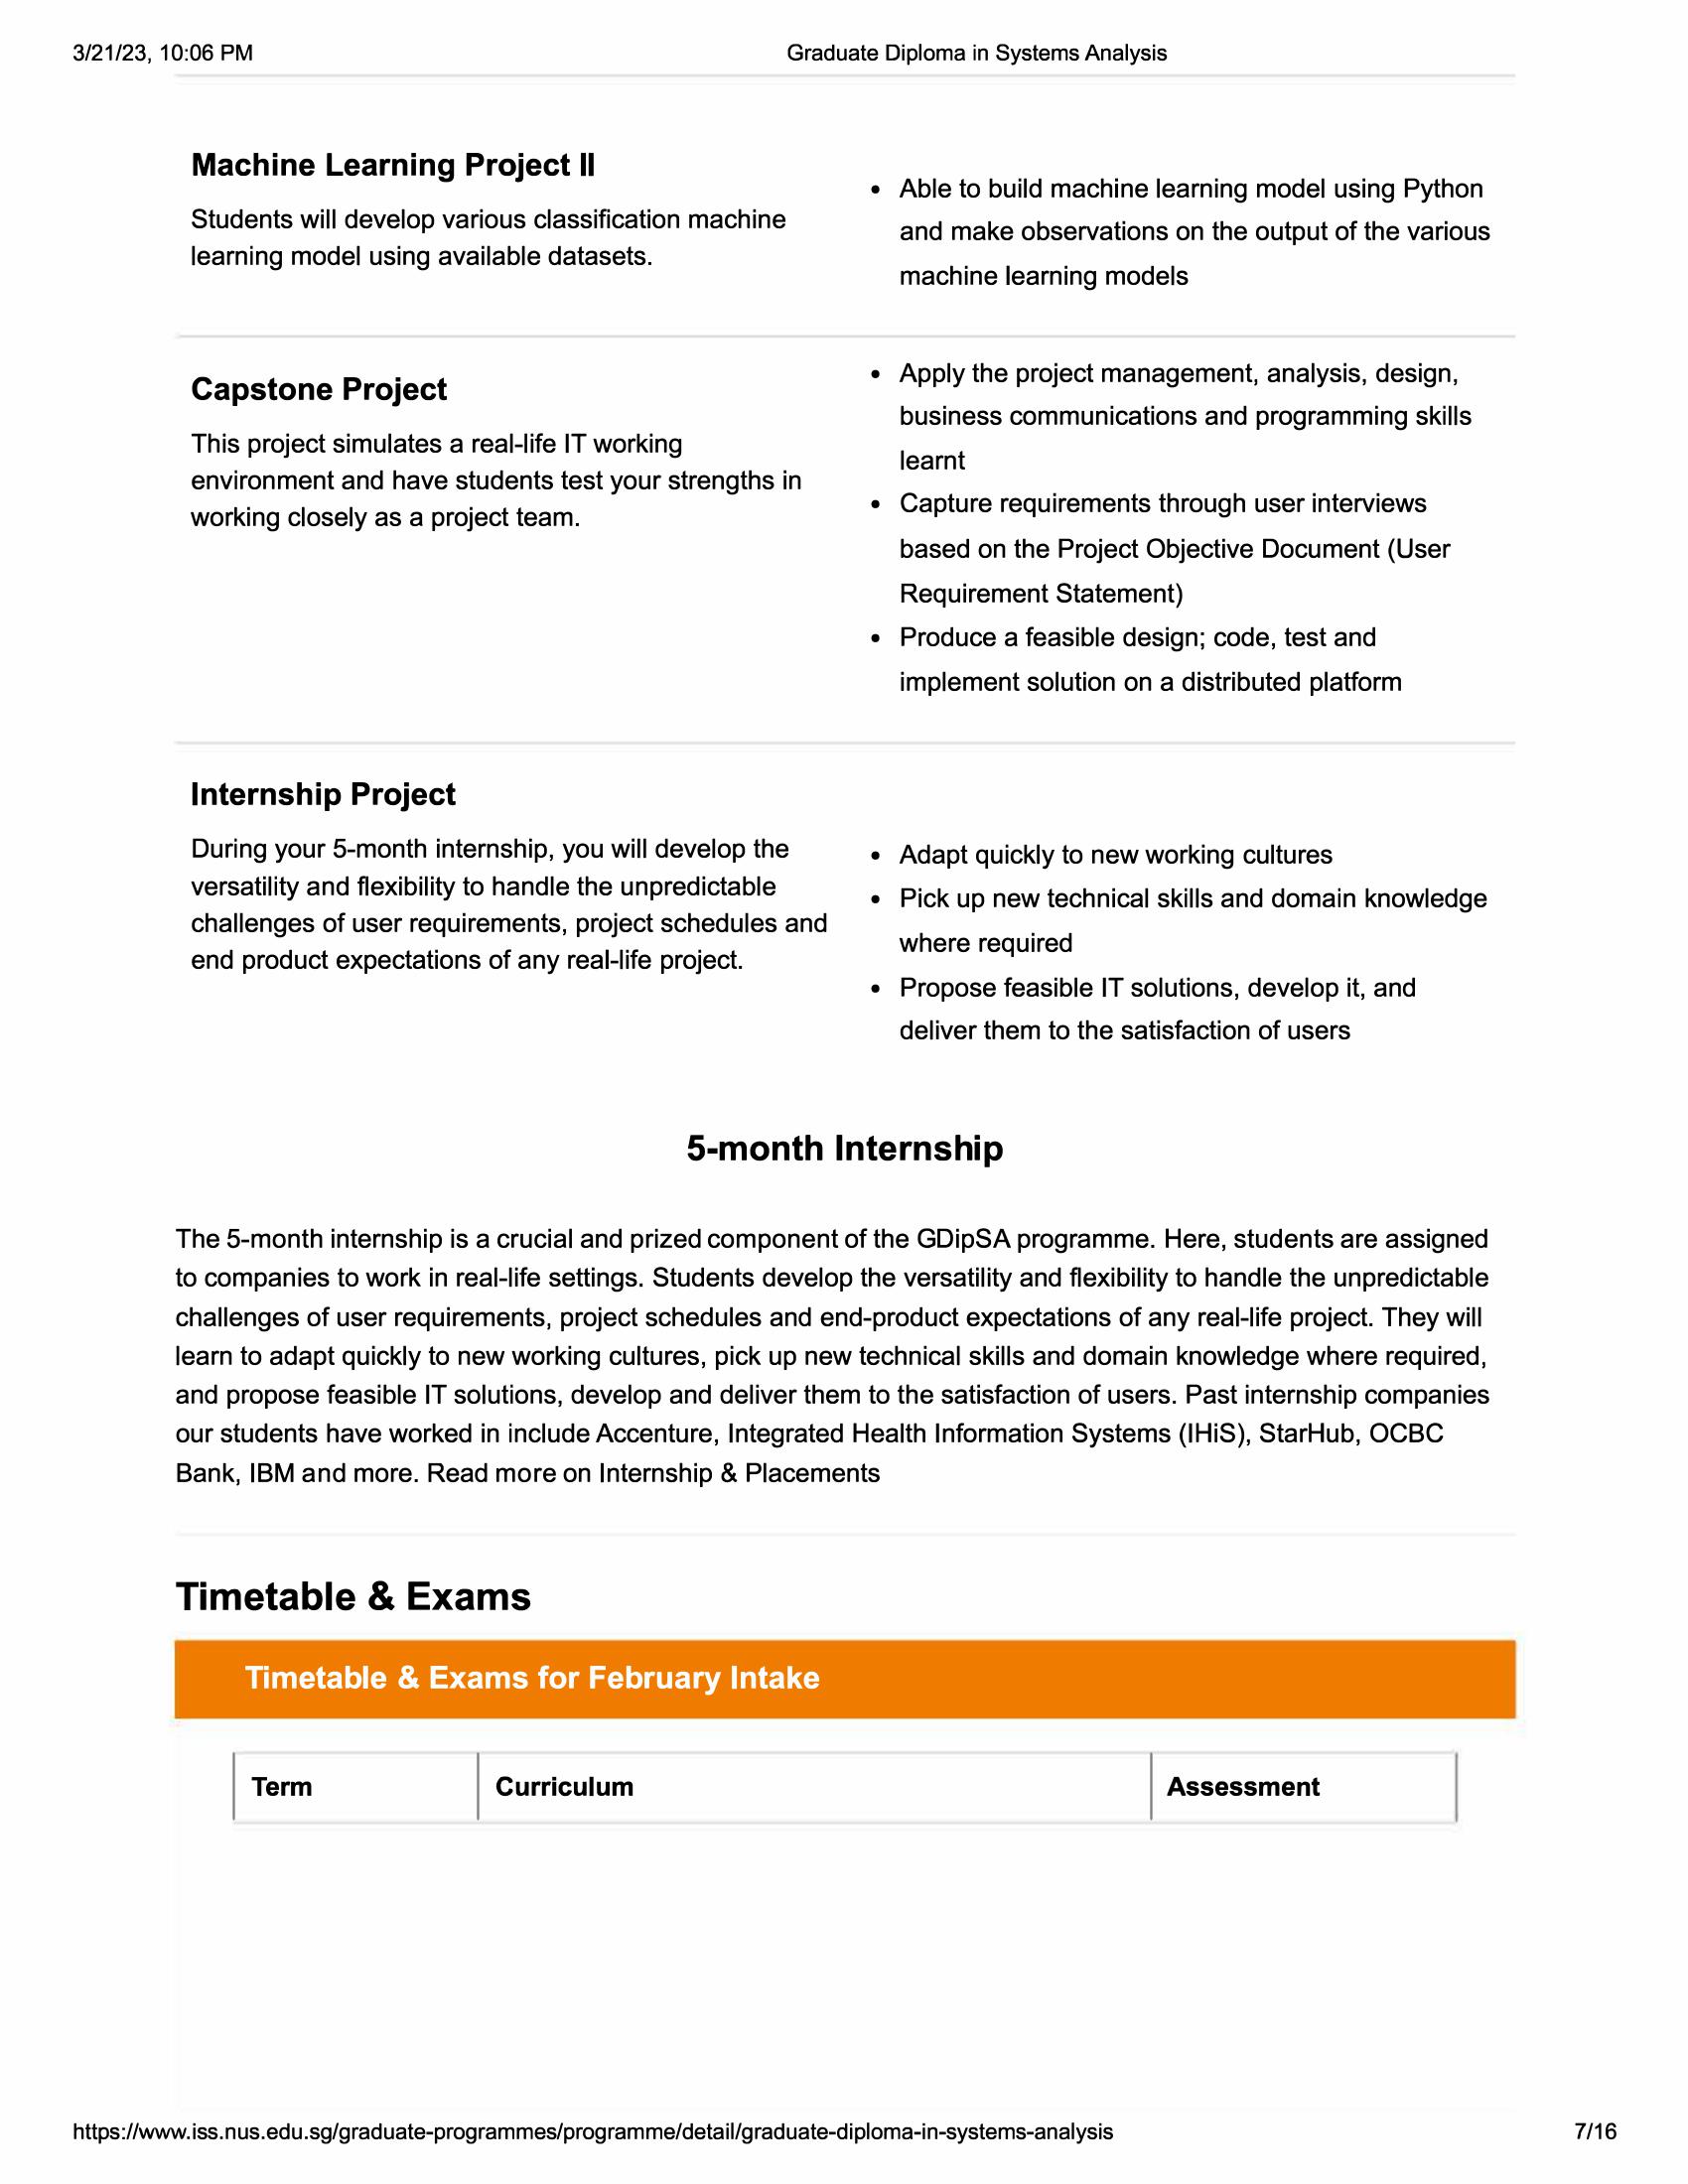 3/21/23, 10:06 PM
Graduate Diploma in Systems Analysis
Machine Learning Project II
Students will develop various classification machine
learning model using available datasets.
• Able to build machine learning model using Python
and make observations on the output of the various
machine learning models
Capstone Project
This project simulates a real-life IT working
environment and have students test your strengths in
working closely as a project team.
• Apply the project management, analysis, design,
business communications and programming skills
learnt
• Capture requirements through user interviews
based on the Project Objective Document (User
Requirement Statement)
• Produce a feasible design; code, test and
implement solution on a distributed platform
Internship Project
During your 5-month internship, you will develop the
versatility and flexibility to handle the unpredictable
challenges of user requirements, project schedules and
end product expectations of any real-life project.
• Adapt quickly to new working cultures
• Pick up new technical skills and domain knowledge
where required
• Propose feasible IT solutions, develop it, and
deliver them to the satisfaction of users
5-month Internship
The 5-month internship is a crucial and prized component of the GDipSA programme. Here, students are assigned
to companies to work in real-life settings. Students develop the versatility and flexibility to handle the unpredictable
challenges of user requirements, project schedules and end-product expectations of any real-life project. They will
learn to adapt quickly to new working cultures, pick up new technical skills and domain knowledge where required,
and propose feasible IT solutions, develop and deliver them to the satisfaction of users. Past internship companies
our students have worked in include Accenture, Integrated Health Information Systems (IHiS), StarHub, OCBC
Bank, IBM and more. Read more on Internship & Placements
Timetable & Exams
Timetable & Exams for February Intake
Term
Curriculum
Assessment
https://www.iss.nus.edu.sg/graduate-programmes/programme/detail/graduate-diploma-in-systems-analysis
7/16